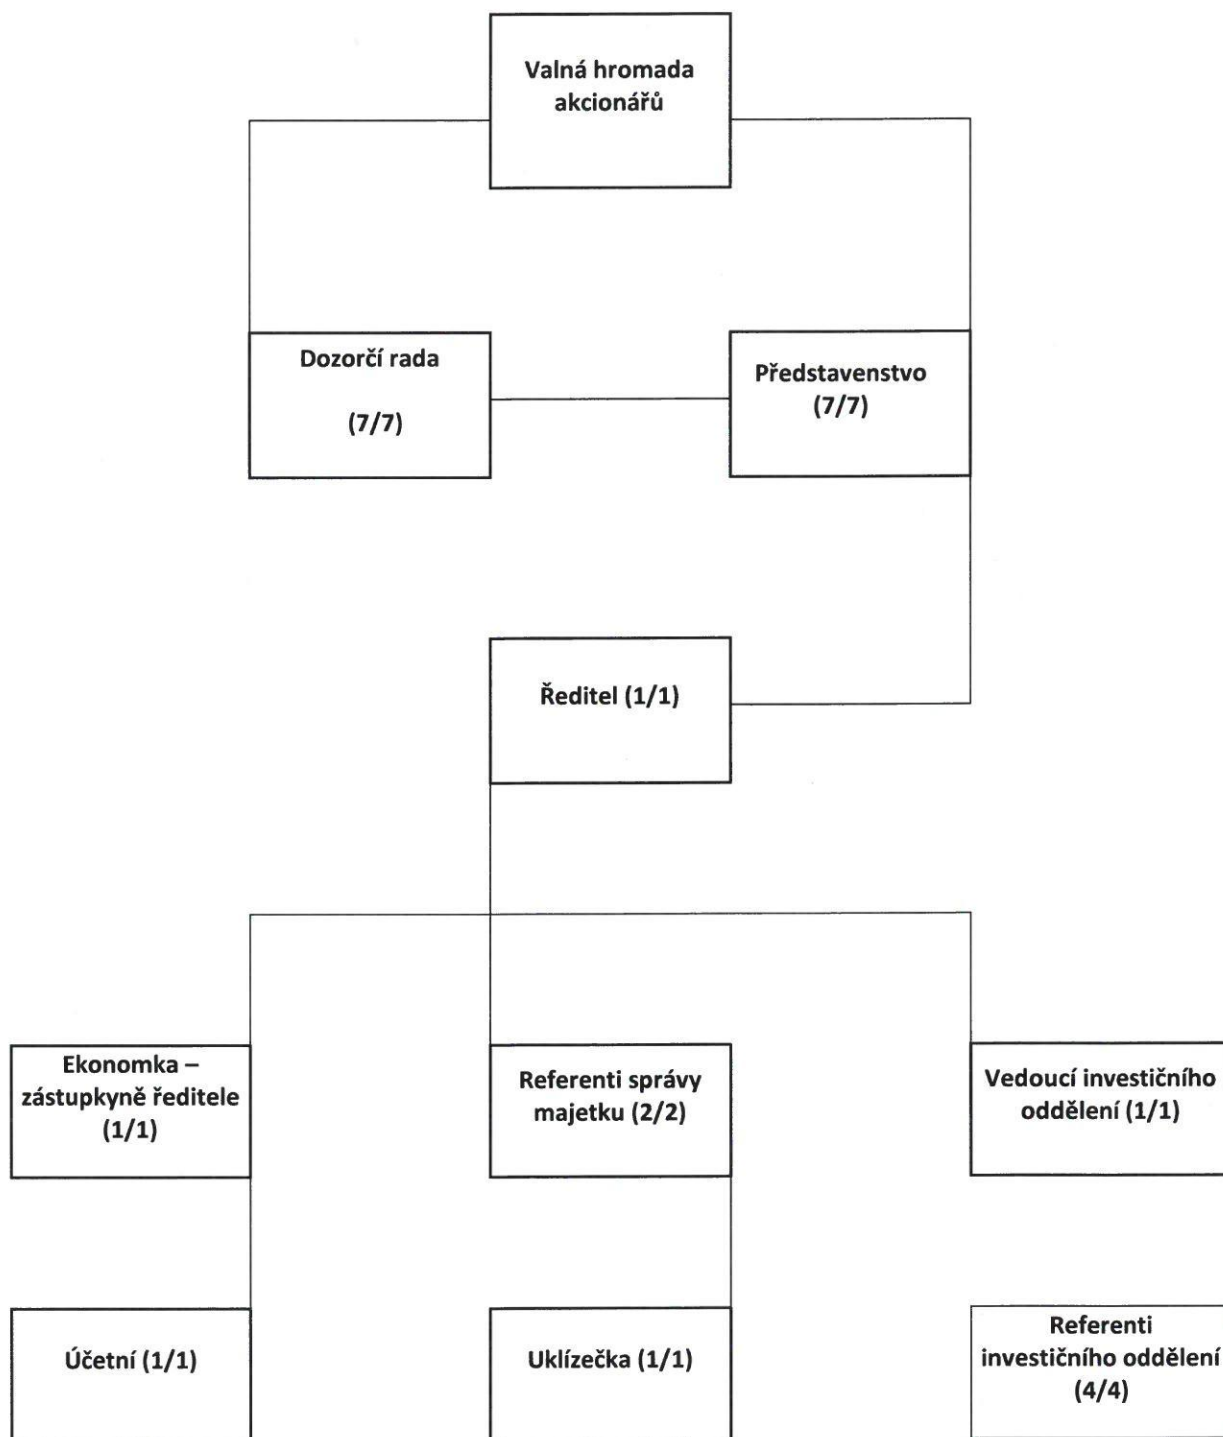 Valná hromada
akcionářů
Dozorčí rada
(7/7)
Představenstvo
(7/7)
Ředitel (1/1)
Ekonomka –
zástupkyně ředitele
(1/1)
Referenti správy
majetku (2/2)
Vedoucí investičního
oddělení (1/1)
Účetní (1/1)
Uklízečka (1/1)
Referenti
investičního oddělení
(4/4)